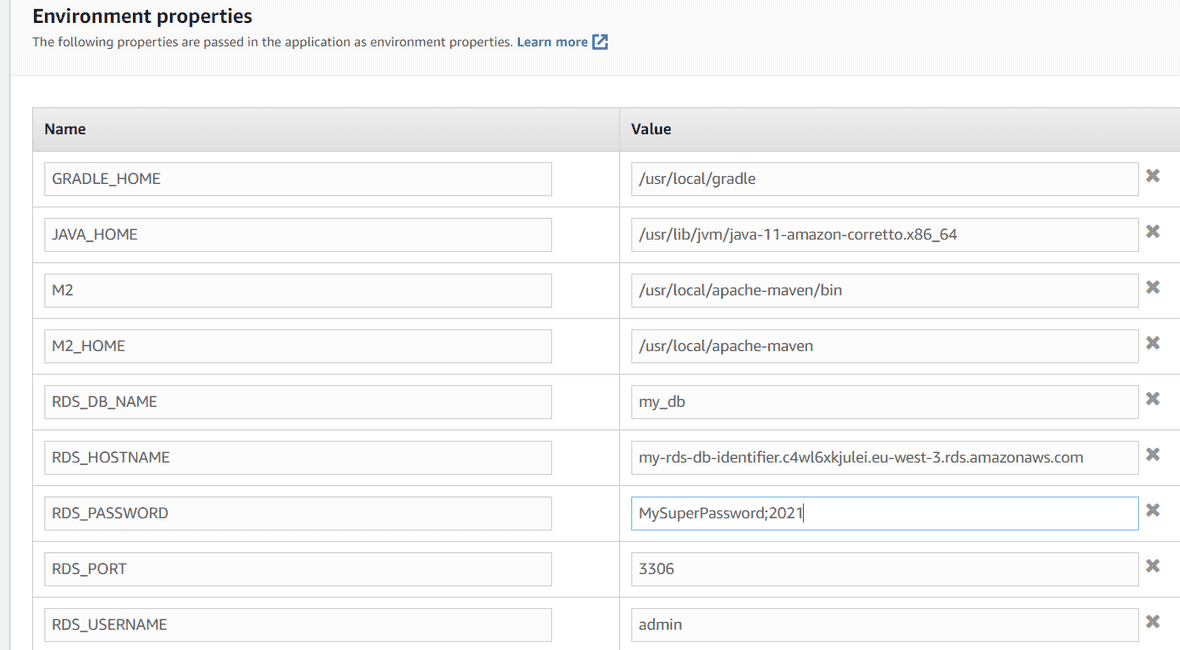 Environment properties
The following properties are passed in the application as environment properties. Learn more
Name Value
GRADLE_HOME /usr/local/gradle
JAVA_HOME /usr/lib/jvm/java-11-amazon-corretto.x86_64
M2 /usr/local/apache-maven/bin
M2_HOME /usr/local/apache-maven
RDS_DB_NAME my_db
RDS_HOSTNAME my-rds-db-identifier.c4wl6xkjulei.eu-west-3.rds.amazonaws.com
RDS_PASSWORD MySuperPassword;2021
RDS_PORT 3306
RDS_USERNAME admin